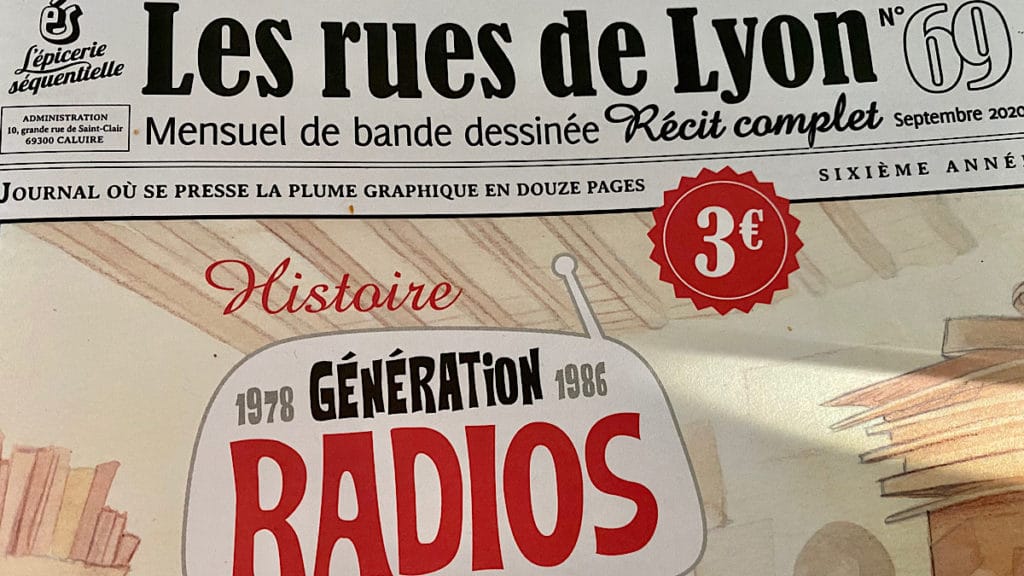 és
L'épicerie
séquentielle
ADMINISTRATION
10, grande rue de Saint-Clair
69300 CALUIRE
Les rues de Lyon N° 69
Mensuel de bande dessinée Récit complet Septembre 2020
JOURNAL OÙ SE PRESSE LA PLUME GRAPHIQUE EN DOUZE PAGES
SIXIÈME ANNÉE
3€
Histoire
1978 GÉNÉRATiON 1986
RADIOS